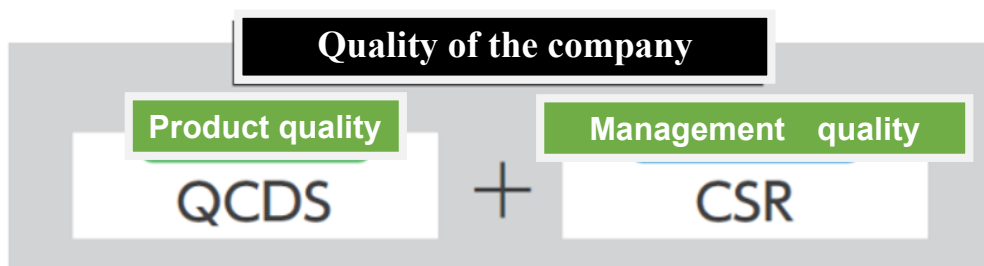 Quality of the company
Product quality
Management quality
QCDS + CSR